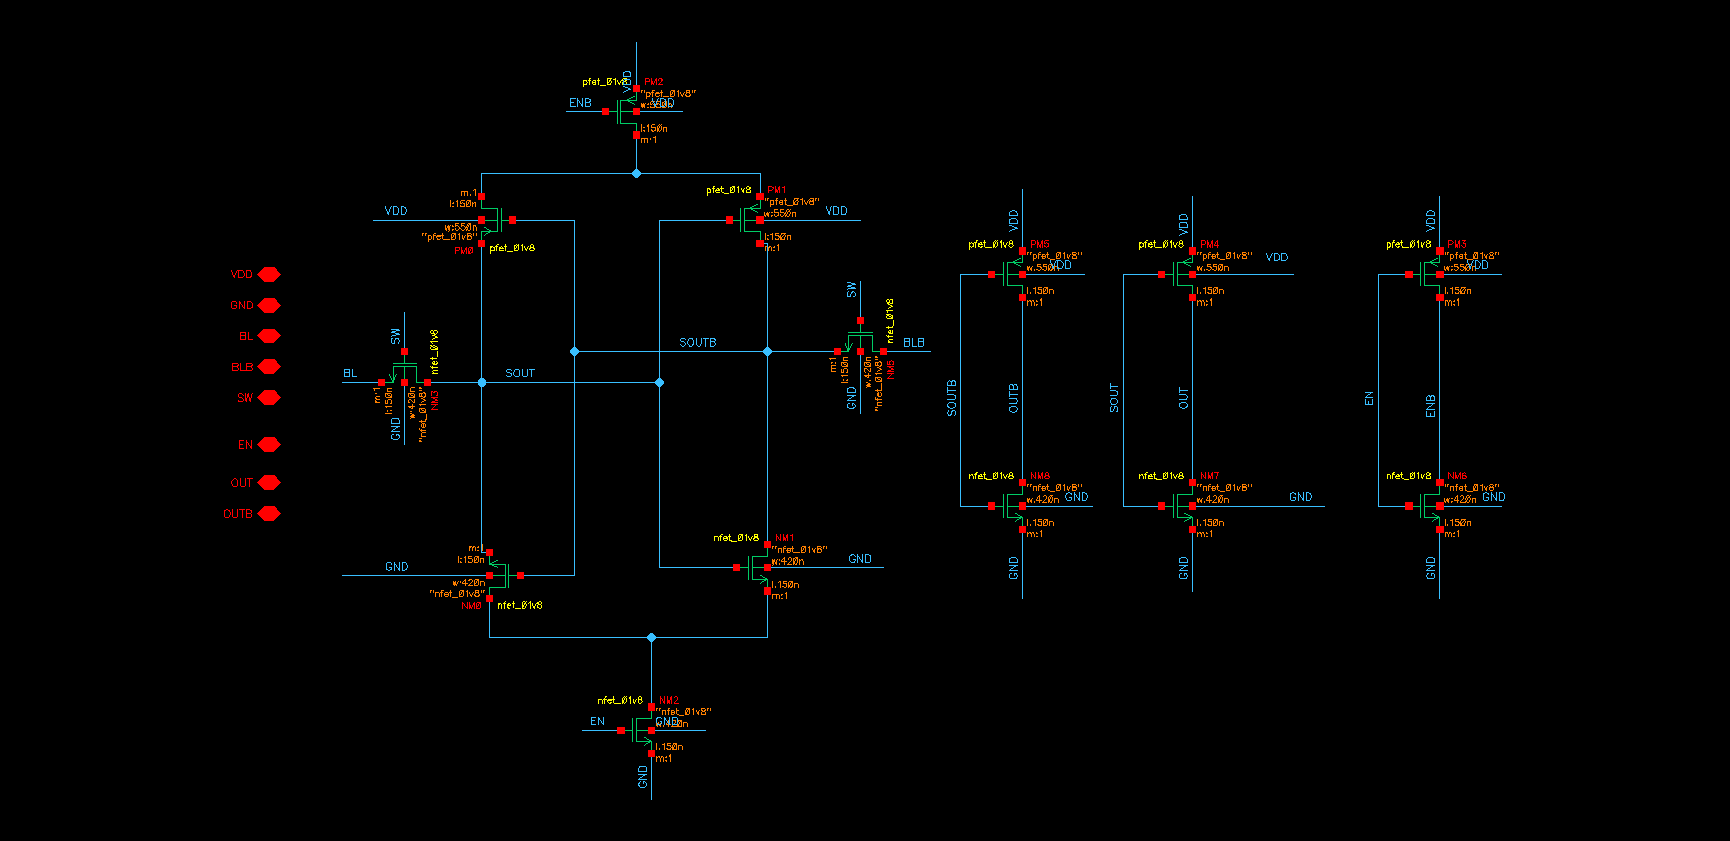 VDD
pfet_01v8
PM2
"pfet_01v8"
ENB
VDD
w:550n
l:150n
m:1
m:1
l:150n
VDD
w:550n
"pfet_01v8"
PM0
pfet_01v8
pfet_01v8
PM1
"pfet_01v8"
w:550n
VDD
l:150n
m:1
VDD
GND
BL
BLB
SW
EN
OUT
OUTB
SW
nfet_01v8
BL
m:1
l:150n
w:420n
"nfet_01v8"
NM3
GND
SOUT
SOUTB
SW
nfet_01v8
BLB
m:1
l:150n
w:420n
"nfet_01v8"
NM5
GND
m:1
l:150n
GND
w:420n
"nfet_01v8"
NM0
nfet_01v8
nfet_01v8
NM1
"nfet_01v8"
w:420n
GND
l:150n
m:1
nfet_01v8
NM2
"nfet_01v8"
EN
GND
w:420n
l:150n
m:1
GND
VDD
pfet_01v8
PM5
"pfet_01v8"
w:550n
VDD
l:150n
m:1
SOUTB
OUTB
nfet_01v8
NM8
"nfet_01v8"
w:420n
GND
l:150n
m:1
GND
VDD
pfet_01v8
PM4
"pfet_01v8"
w:550n
VDD
l:150n
m:1
SOUT
OUT
nfet_01v8
NM7
"nfet_01v8"
w:420n
GND
l:150n
m:1
GND
VDD
pfet_01v8
PM3
"pfet_01v8"
w:550n
VDD
l:150n
m:1
EN
ENB
nfet_01v8
NM6
"nfet_01v8"
w:420n
GND
l:150n
m:1
GND